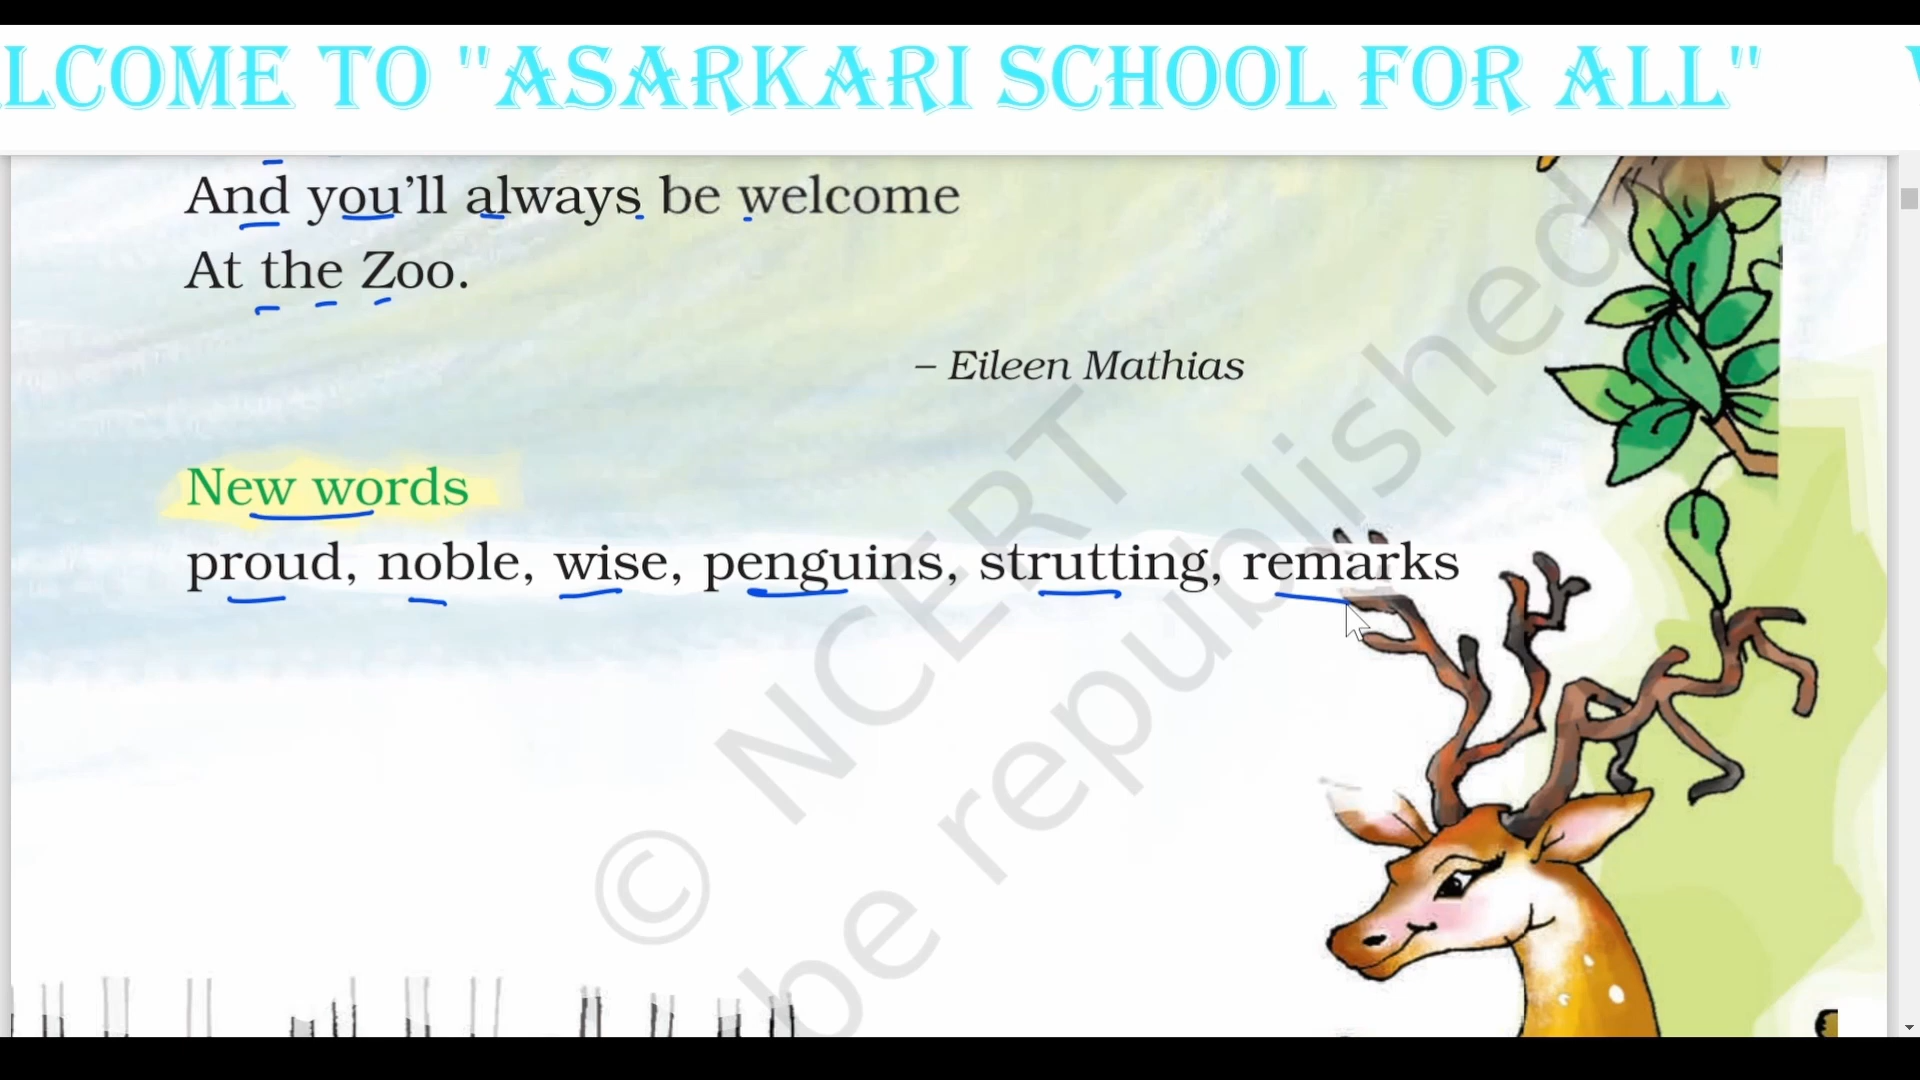 LCOME TO "ASARKARI SCHOOL FOR ALL"
And you'll always be welcome
At the Zoo.
– Eileen Mathias
New words
proud, noble, wise, penguins, strutting, remarks
© NCERT
be republished